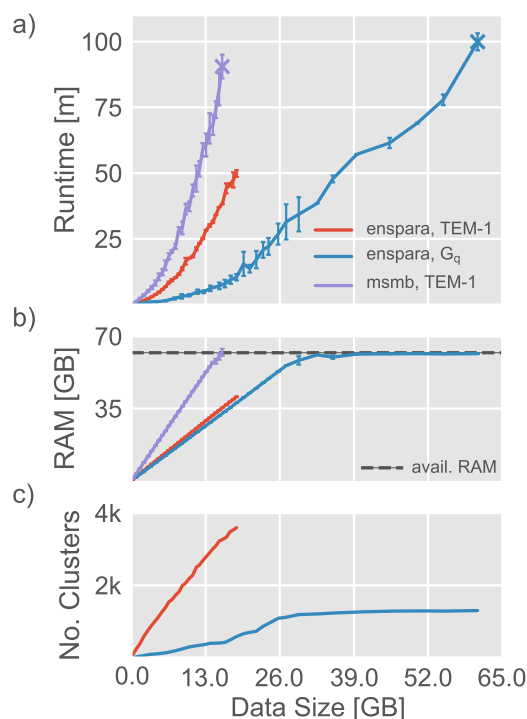 a)
Runtime [m]
100
75
50
25
enspara, TEM-1
enspara, Gq
msmb, TEM-1
b)
RAM [GB]
70
35
avail. RAM
c)
No. Clusters
4k
2k
0.0 13.0 26.0 39.0 52.0 65.0
Data Size [GB]